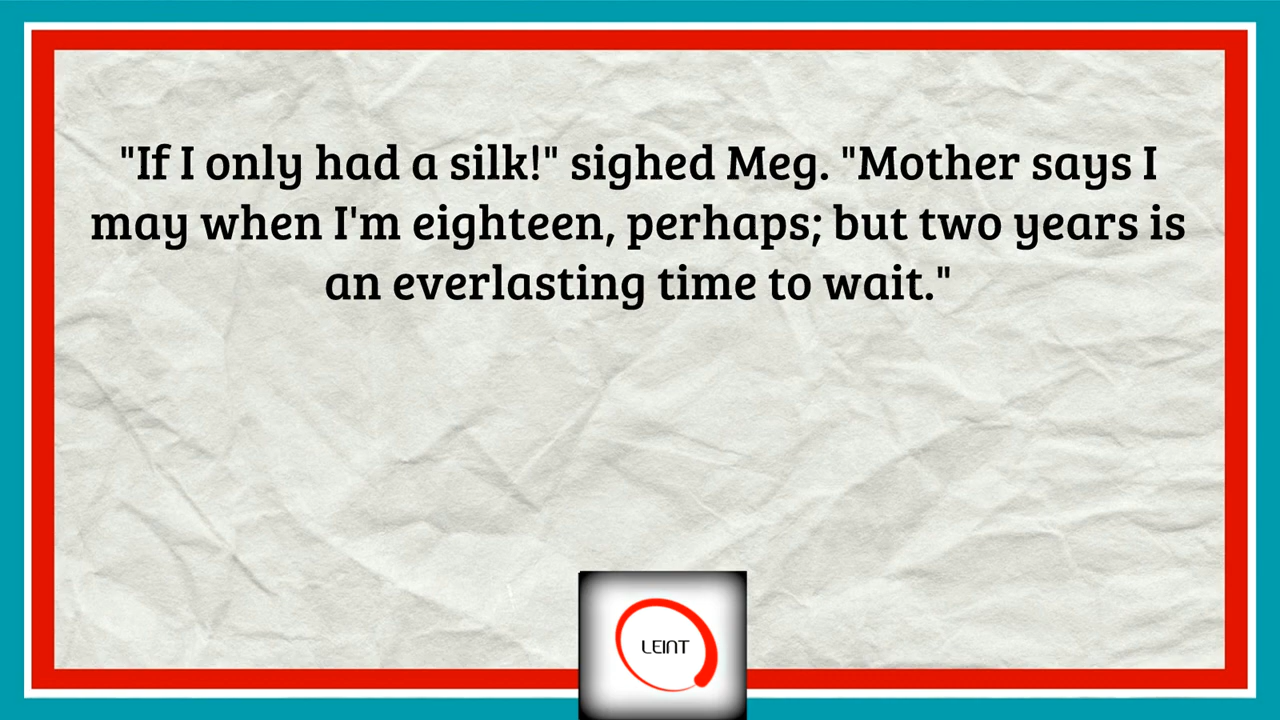 "If I only had a silk!" sighed Meg. "Mother says I
may when I'm eighteen, perhaps; but two years is
an everlasting time to wait."
LEINT